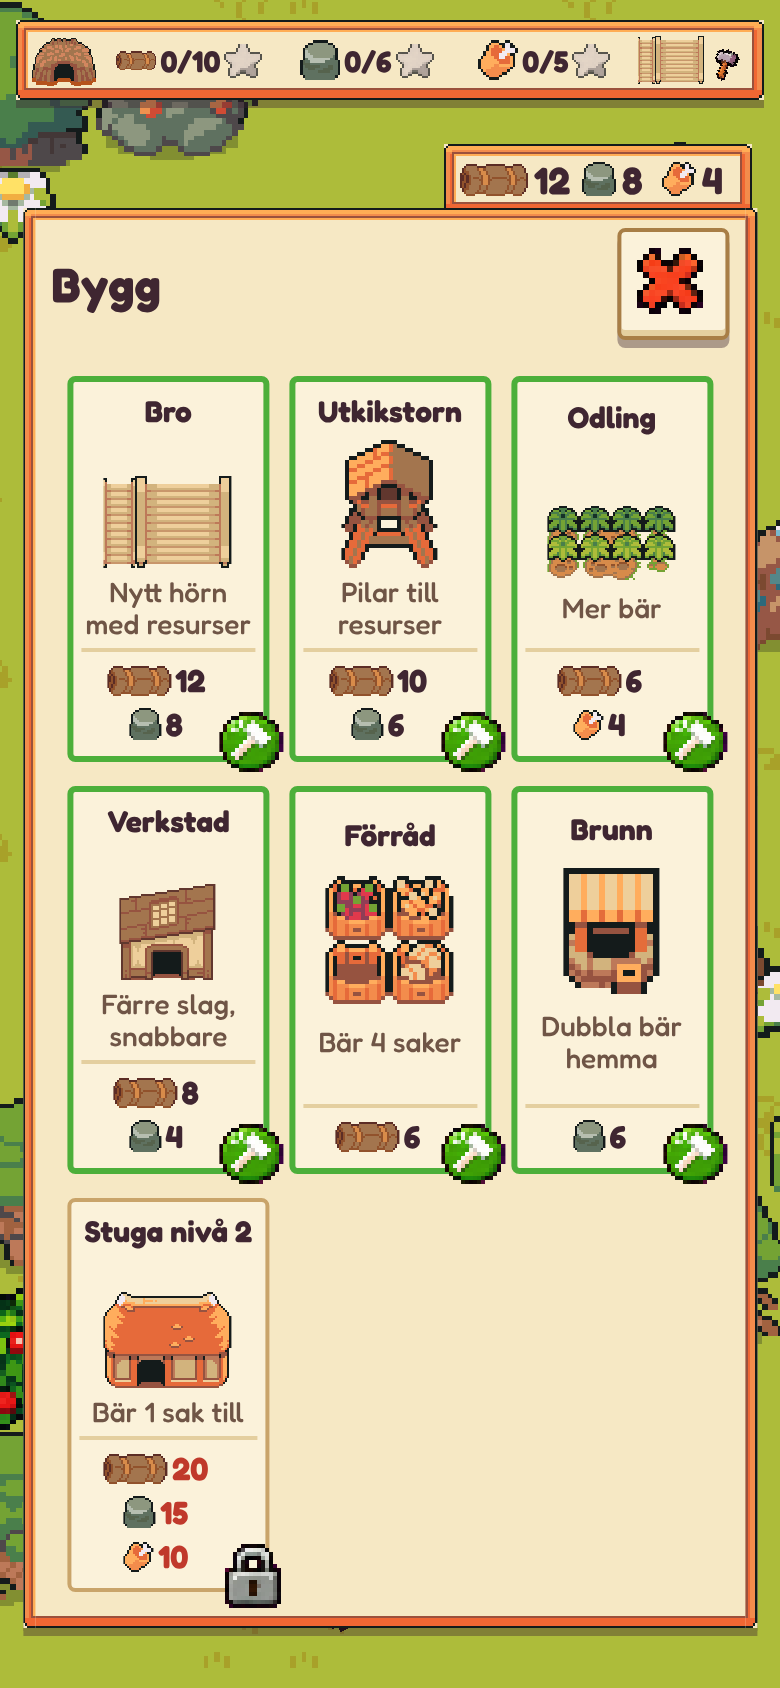 0/10 0/6 0/5
12 8 4
Bygg
Bro
Nytt hörn
med resurser
12
8
Utkikstorn
Pilar till
resurser
10
6
Odling
Mer bär
6
4
Verkstad
Färre slag,
snabbare
8
4
Förråd
Bär 4 saker
6
Brunn
Dubbla bär
hemma
6
Stuga nivå 2
Bär 1 sak till
20
15
10